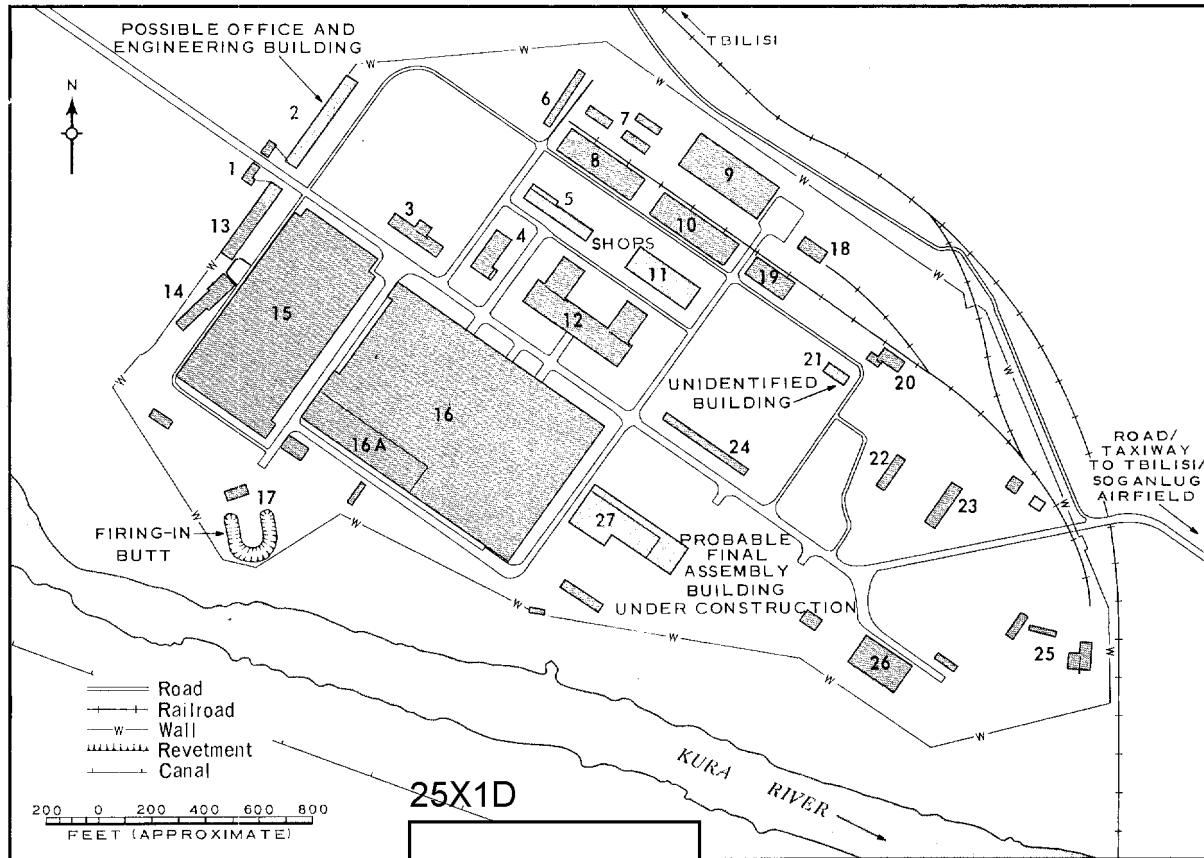 POSSIBLE OFFICE AND
ENGINEERING BUILDING
W
W
TBILISI
N
2
6
7
8
9
1
W
3
5
10
4
SHOPS
18
13
W
11
19
W
14
15
12
21
20
UNIDENTIFIED
BUILDING
W
W
16
24
16A
22
ROAD/
TAXIWAY
TO TBILISI/
SOGANLUG
AIRFIELD
23
17
FIRING-IN
BUTT
W
27
PROBABLE
FINAL
ASSEMBLY
BUILDING
UNDER CONSTRUCTION
W
W
W
26
25
W
W
Road
Railroad
W Wall
Revetment
Canal
KURA
RIVER
200 0 200 400 600 800
FEET (APPROXIMATE)
25X1D